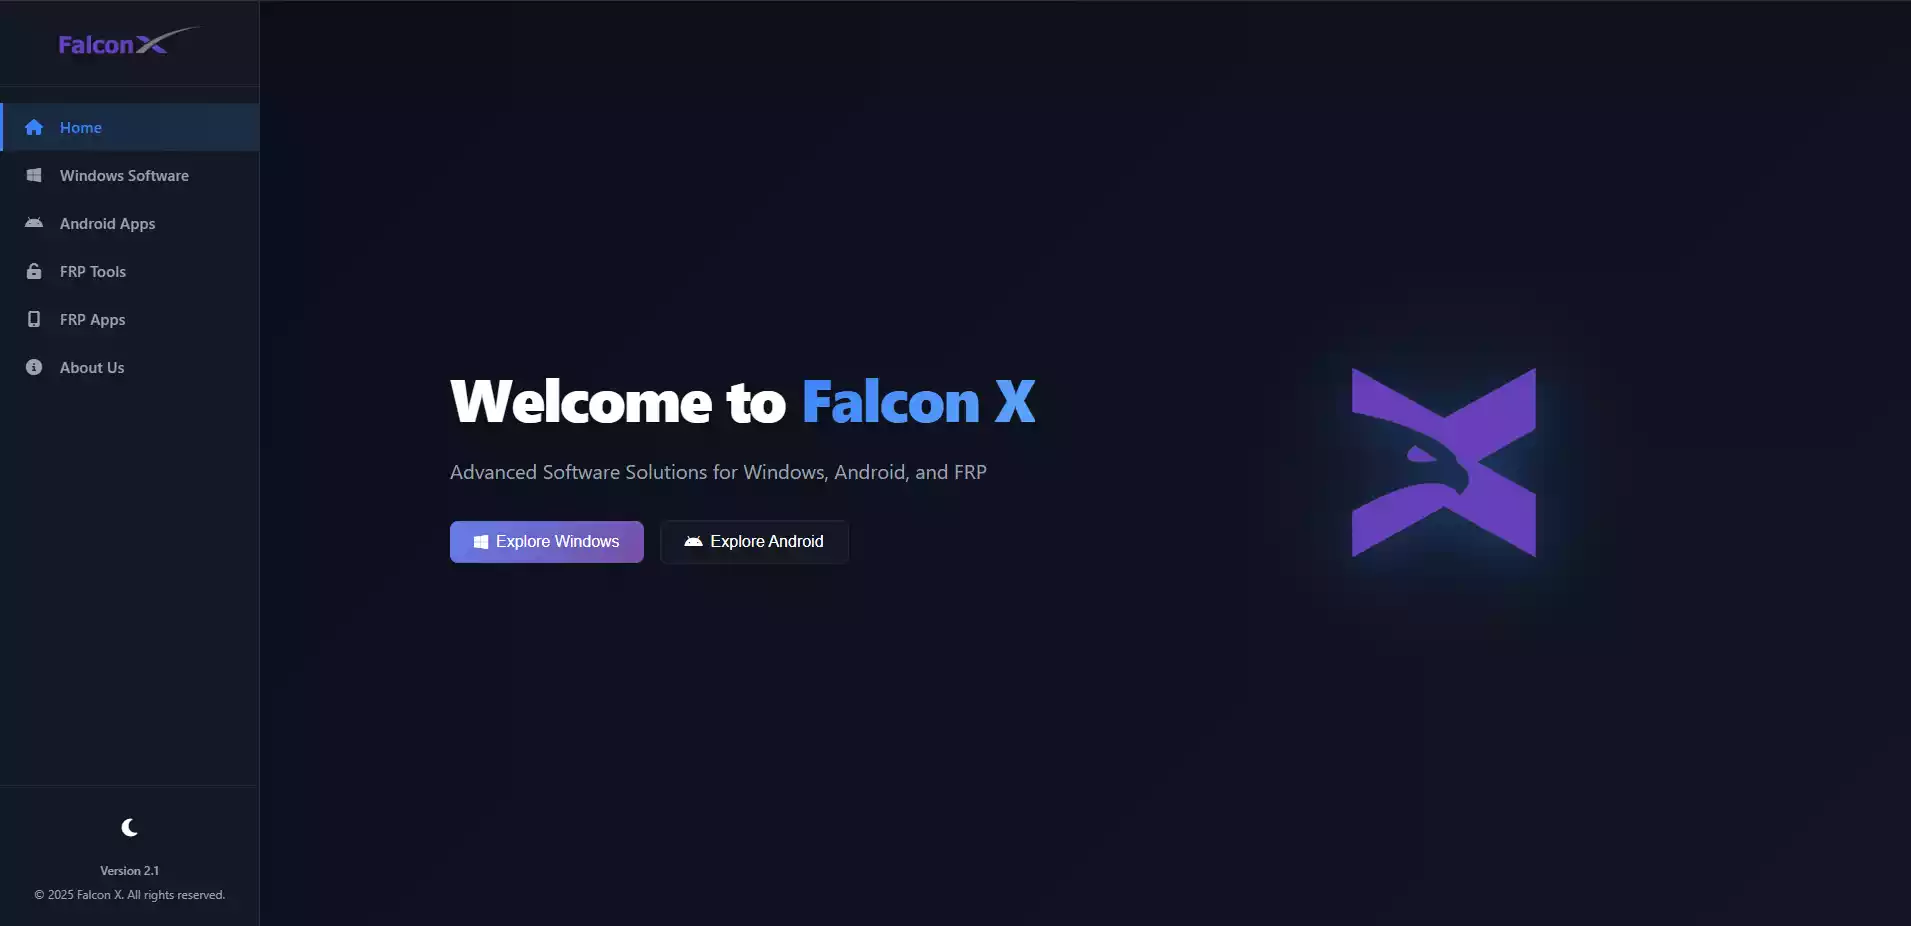 FalconX
Home
Windows Software
Android Apps
FRP Tools
FRP Apps
About Us
Version 2.1
© 2025 Falcon X. All rights reserved.
Welcome to Falcon X
Advanced Software Solutions for Windows, Android, and FRP
Explore Windows
Explore Android